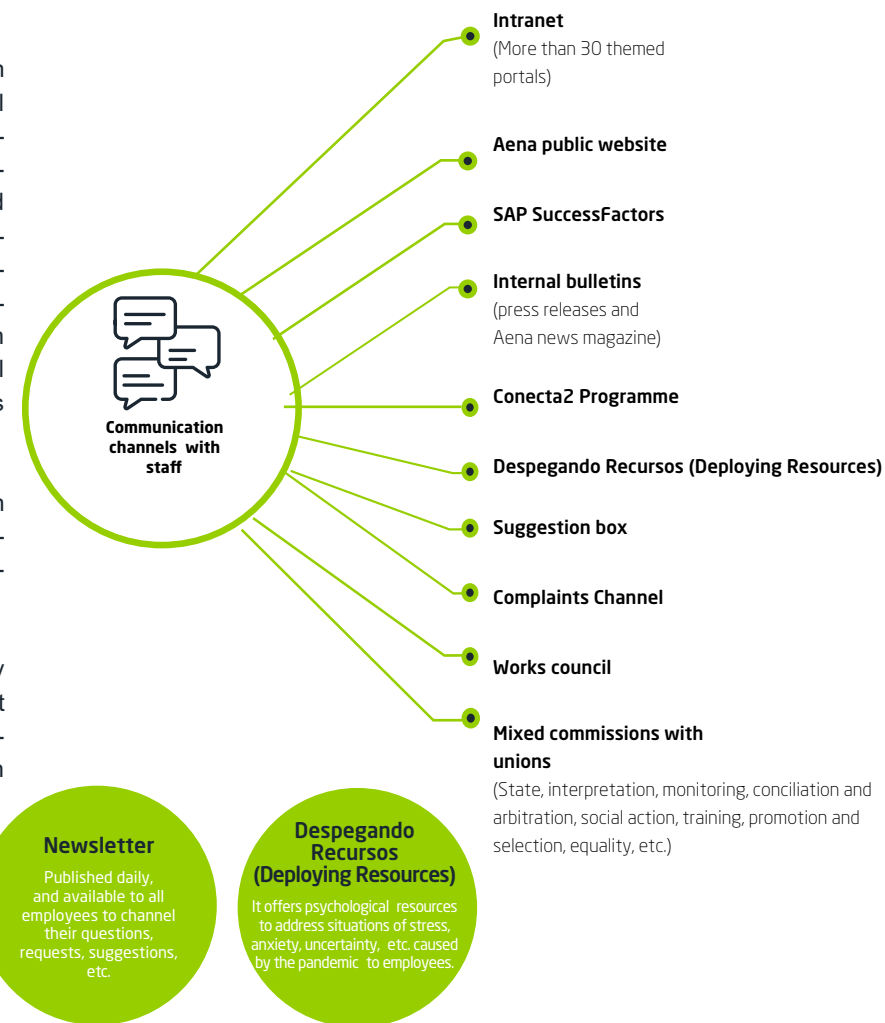 Intranet
(More than 30 themed
portals)
Aena public website
SAP SuccessFactors
Internal bulletins
(press releases and
Aena news magazine)
Communication
channels with
staff
Conecta2 Programme
Despegando Recursos (Deploying Resources)
Suggestion box
Complaints Channel
Works council
Mixed commissions with
unions
(State, interpretation, monitoring, conciliation and
arbitration, social action, training, promotion and
selection, equality, etc.)
Newsletter
Published daily,
and available to all
employees to channel
their questions,
requests, suggestions,
etc.
Despegando
Recursos
(Deploying Resources)
It offers psychological resources
to address situations of stress,
anxiety, uncertainty, etc. caused
by the pandemic to employees.